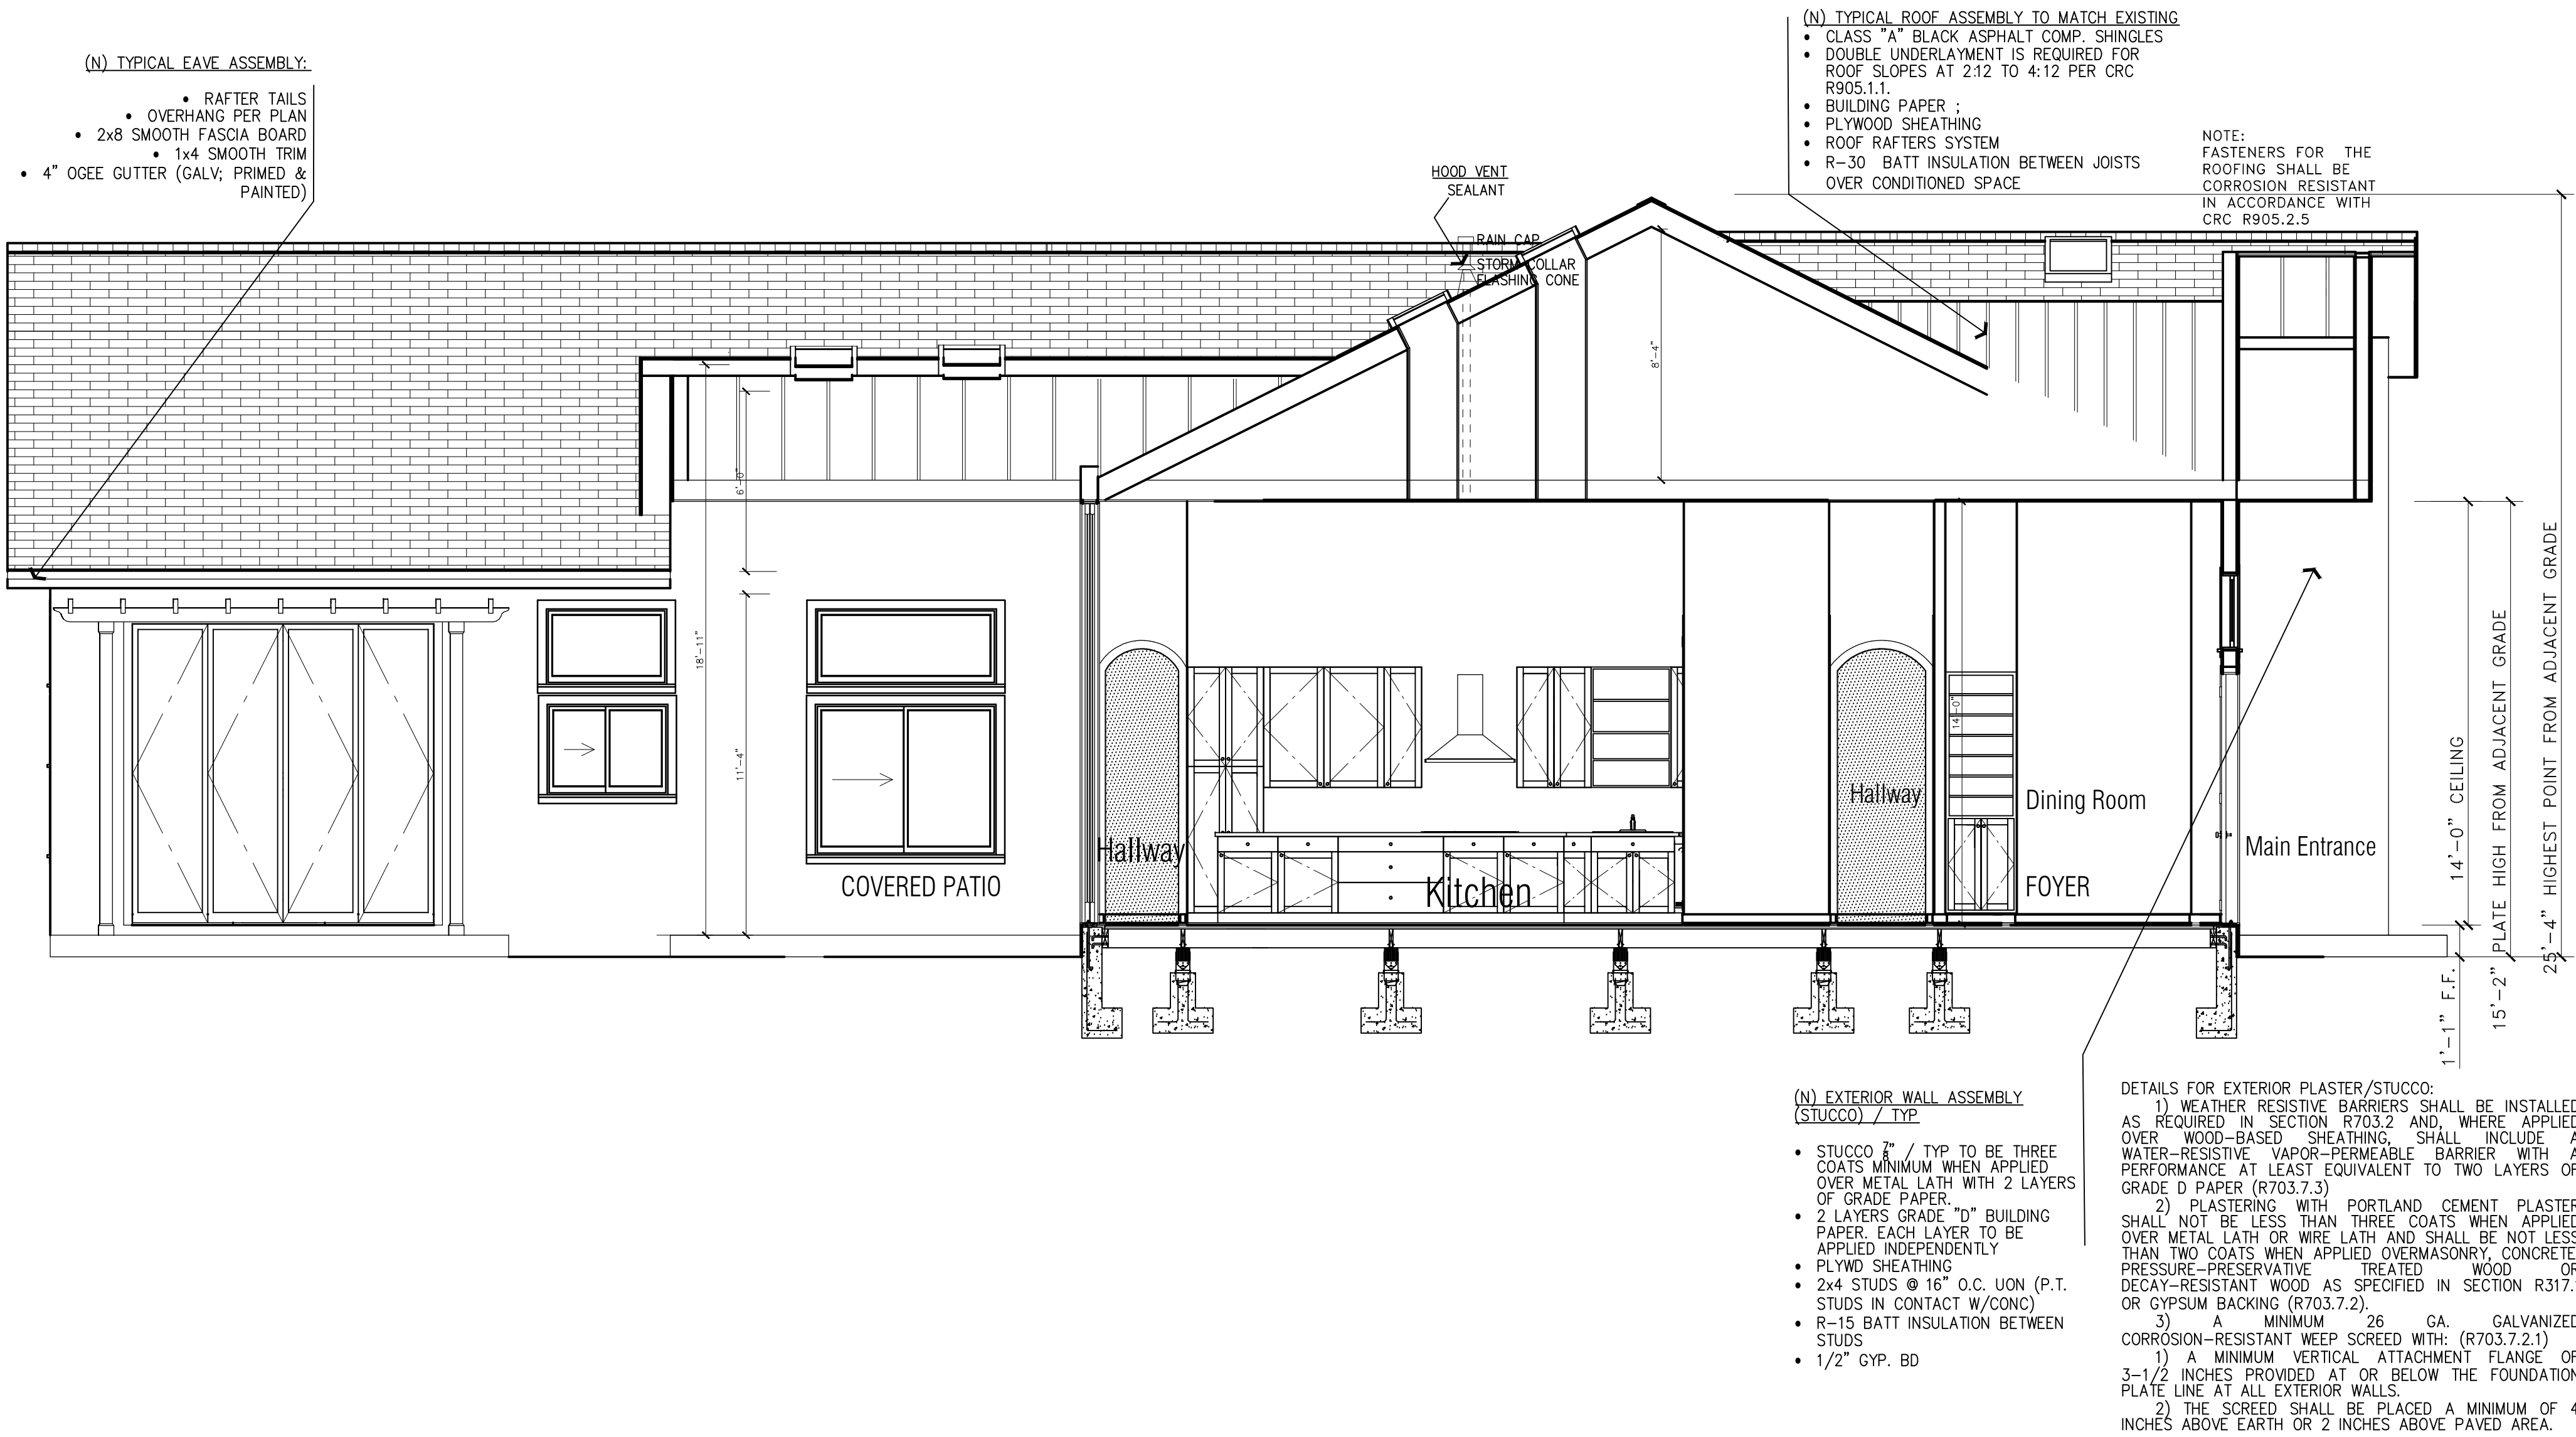 (N) TYPICAL EAVE ASSEMBLY:
• RAFTER TAILS
• OVERHANG PER PLAN
• 2x8 SMOOTH FASCIA BOARD
• 1x4 SMOOTH TRIM
• 4" OGEE GUTTER (GALV; PRIMED &
PAINTED)
HOOD VENT
SEALANT
RAIN CAP
STORM COLLAR
FLASHING CONE
(N) TYPICAL ROOF ASSEMBLY TO MATCH EXISTING
• CLASS "A" BLACK ASPHALT COMP. SHINGLES
• DOUBLE UNDERLAYMENT IS REQUIRED FOR
ROOF SLOPES AT 2:12 TO 4:12 PER CRC
R905.1.1.
• BUILDING PAPER ;
• PLYWOOD SHEATHING
• ROOF RAFTERS SYSTEM
• R-30 BATT INSULATION BETWEEN JOISTS
OVER CONDITIONED SPACE
NOTE:
FASTENERS FOR THE
ROOFING SHALL BE
CORROSION RESISTANT
IN ACCORDANCE WITH
CRC R905.2.5
8'-4"
6'-0"
18'-11"
11'-4"
14'-0"
COVERED PATIO
Hallway
Kitchen
Hallway
Dining Room
FOYER
Main Entrance
14'-0" CEILING
1'-1" F.F.
15'-2" PLATE HIGH FROM ADJACENT GRADE
25'-4" HIGHEST POINT FROM ADJACENT GRADE
(N) EXTERIOR WALL ASSEMBLY
(STUCCO) / TYP
• STUCCO 7/8" / TYP TO BE THREE
COATS MINIMUM WHEN APPLIED
OVER METAL LATH WITH 2 LAYERS
OF GRADE PAPER.
• 2 LAYERS GRADE "D" BUILDING
PAPER. EACH LAYER TO BE
APPLIED INDEPENDENTLY
• PLYWD SHEATHING
• 2x4 STUDS @ 16" O.C. UON (P.T.
STUDS IN CONTACT W/CONC)
• R-15 BATT INSULATION BETWEEN
STUDS
• 1/2" GYP. BD
DETAILS FOR EXTERIOR PLASTER/STUCCO:
1) WEATHER RESISTIVE BARRIERS SHALL BE INSTALLED
AS REQUIRED IN SECTION R703.2 AND, WHERE APPLIED
OVER WOOD-BASED SHEATHING, SHALL INCLUDE A
WATER-RESISTIVE VAPOR-PERMEABLE BARRIER WITH A
PERFORMANCE AT LEAST EQUIVALENT TO TWO LAYERS OF
GRADE D PAPER (R703.7.3)
2) PLASTERING WITH PORTLAND CEMENT PLASTER
SHALL NOT BE LESS THAN THREE COATS WHEN APPLIED
OVER METAL LATH OR WIRE LATH AND SHALL BE NOT LESS
THAN TWO COATS WHEN APPLIED OVERMASONRY, CONCRETE,
PRESSURE-PRESERVATIVE TREATED WOOD OR
DECAY-RESISTANT WOOD AS SPECIFIED IN SECTION
OR GYPSUM BACKING (R703.7.2).
3) A MINIMUM 26 GA. GALVANIZED
CORROSION-RESISTANT WEEP SCREED WITH: (R703.7.2.1)
1) A MINIMUM VERTICAL ATTACHMENT FLANGE OF
3-1/2 INCHES PROVIDED AT OR BELOW THE FOUNDATION
PLATE LINE AT ALL EXTERIOR WALLS.
2) THE SCREED SHALL BE PLACED A MINIMUM OF 4
INCHES ABOVE EARTH OR 2 INCHES ABOVE PAVED AREA.